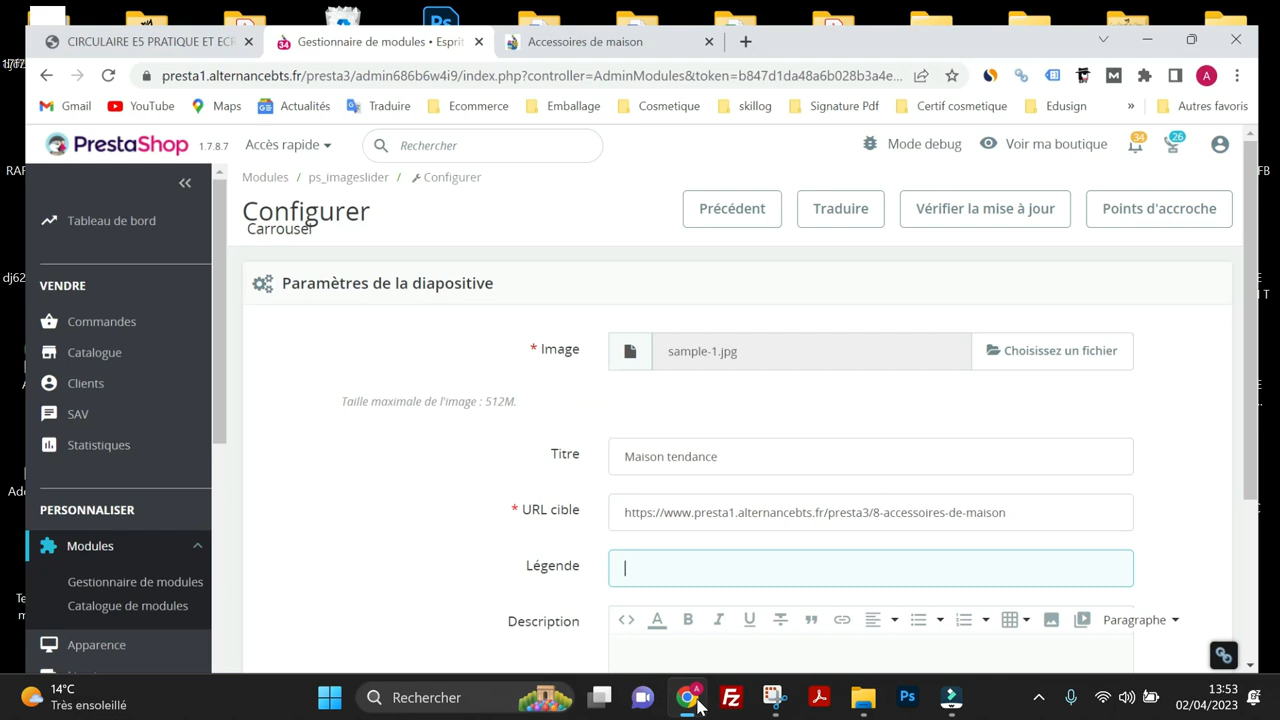 CIRCULAIRE E5 PRATIQUE ET ECR
Gestionnaire de modules • Esprit
Accessoires de maison
presta1.alternancebts.fr/presta3/admin686b6w4i9/index.php?controller=AdminModules&token=b847d1da48a6b028b3a4e...
Gmail
YouTube
Maps
Actualités
Traduire
Ecommerce
Emballage
Cosmetique
skillog
Signature Pdf
Certif cosmetique
Edusign
»
Autres favoris
PrestaShop
1.7.8.7
Accès rapide
Rechercher
Mode debug
Voir ma boutique
34
26
Modules / ps_imageslider / Configurer
Configurer
Carrousel
Précédent
Traduire
Vérifier la mise à jour
Points d'accroche
Tableau de bord
VENDRE
Commandes
Catalogue
Clients
SAV
Statistiques
PERSONNALISER
Modules
Gestionnaire de modules
Catalogue de modules
Apparence
Paramètres de la diapositive
* Image
sample-1.jpg
Choisissez un fichier
Taille maximale de l'image : 512M.
Titre
Maison tendance
* URL cible
https://www.presta1.alternancebts.fr/presta3/8-accessoires-de-maison
Légende
Description
Paragraphe
14°C
Très ensoleillé
Rechercher
13:53
02/04/2023